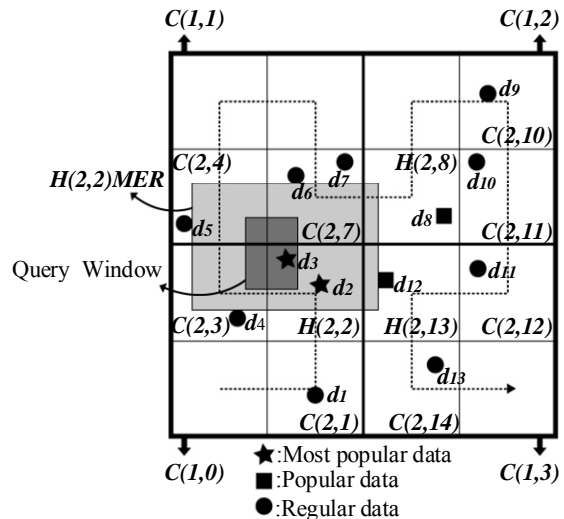 C(1,1)
C(1,2)
d9
C(2,10)
C(2,4)
d7
H(2,8)
d10
H(2,2)MER
d6
d8
d5
C(2,7)
C(2,11)
Query Window
d3
d2
d12
d11
C(2,3)
d4
H(2,2)
H(2,13)
C(2,12)
d13
d1
C(2,1)
C(2,14)
C(1,0)
C(1,3)
:Most popular data
:Popular data
:Regular data